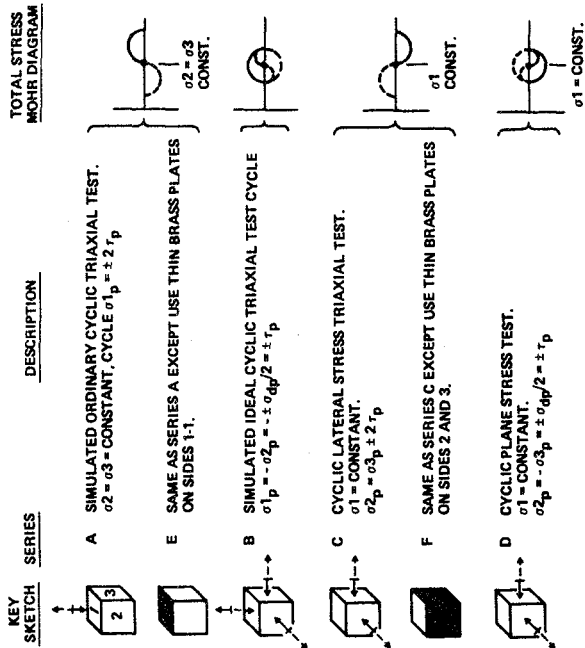 KEY SKETCH SERIES DESCRIPTION TOTAL STRESS MOHR DIAGRAM
1 2 3
A SIMULATED ORDINARY CYCLIC TRIAXIAL TEST.
σ2 = σ3 = CONSTANT, CYCLE σ1p = ± 2 τp
σ2 = σ3
CONST.
E SAME AS SERIES A EXCEPT USE THIN BRASS PLATES
ON SIDES 1-1.
B SIMULATED IDEAL CYCLIC TRIAXIAL TEST CYCLE
σ1p = - σ2p = - ± σdp/2 = ± τp
C CYCLIC LATERAL STRESS TRIAXIAL TEST.
σ1 = CONSTANT.
σ2p = σ3p ± 2 τp
σ1
CONST.
F SAME AS SERIES C EXCEPT USE THIN BRASS PLATES
ON SIDES 2 AND 3.
D CYCLIC PLANE STRESS TEST.
σ1 = CONSTANT.
σ2p = - σ3p = ± σdp/2 = ± τp
σ1 = CONST.